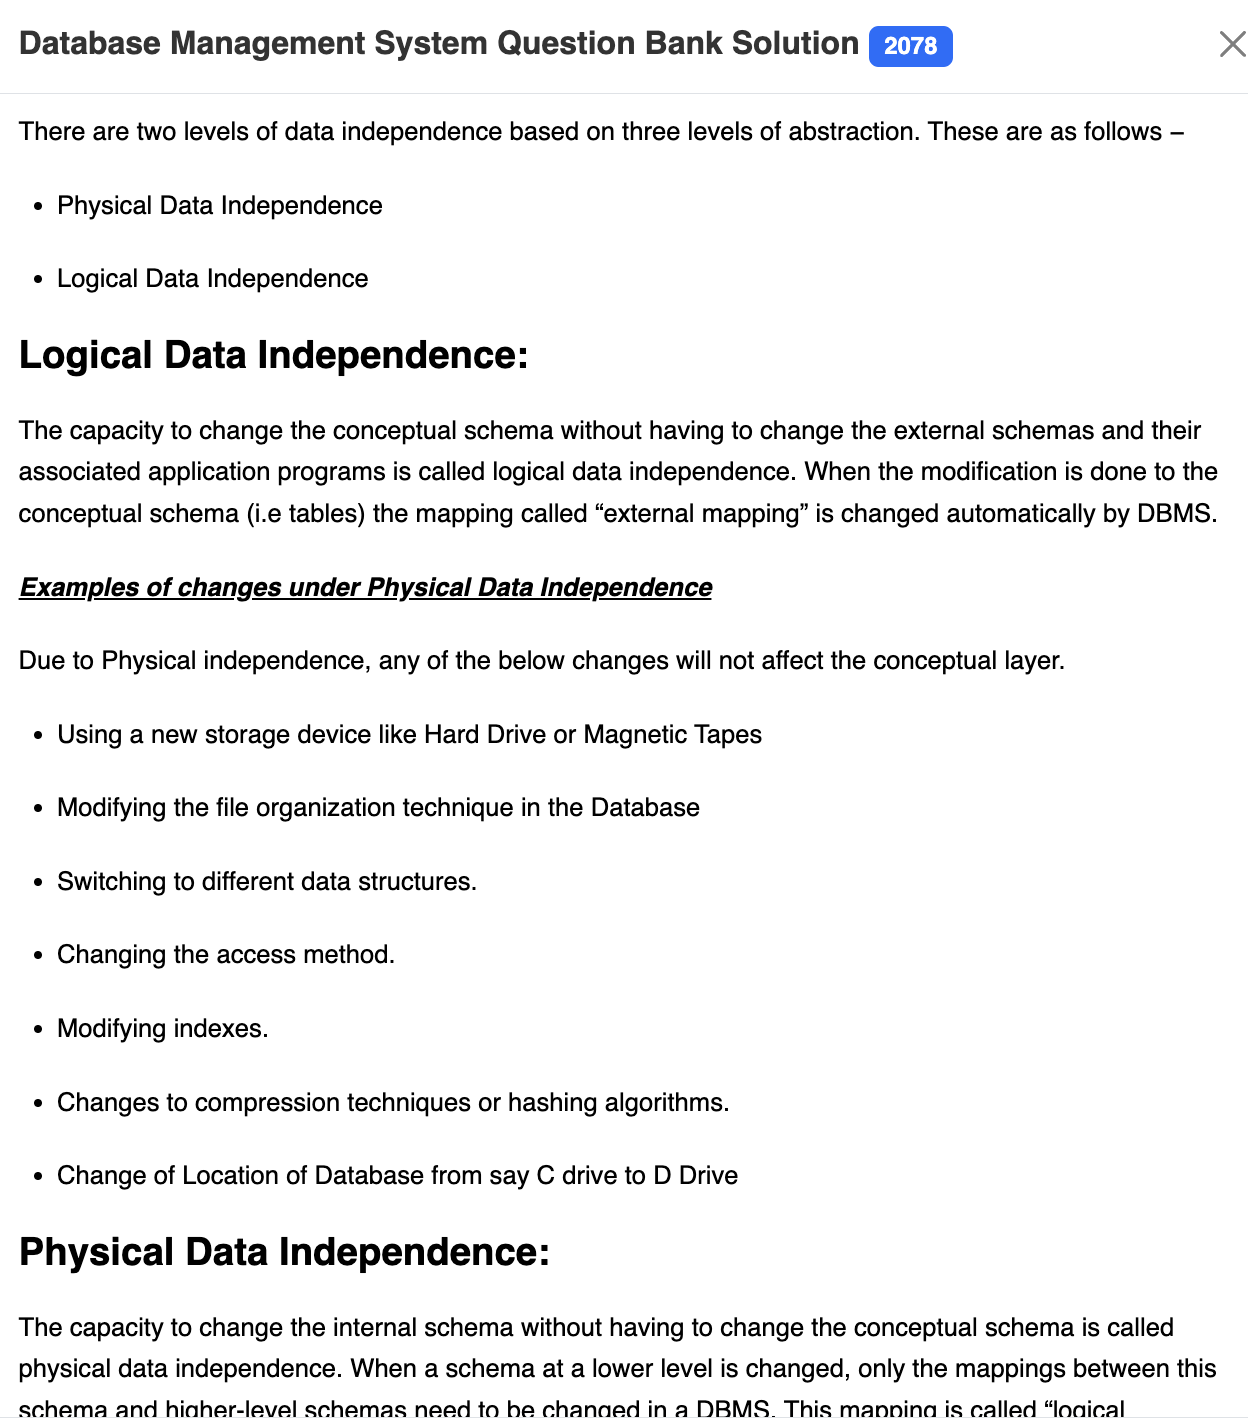 Database Management System Question Bank Solution 2078
There are two levels of data independence based on three levels of abstraction. These are as follows –
• Physical Data Independence
• Logical Data Independence
Logical Data Independence:
The capacity to change the conceptual schema without having to change the external schemas and their
associated application programs is called logical data independence. When the modification is done to the
conceptual schema (i.e tables) the mapping called “external mapping” is changed automatically by DBMS.
Examples of changes under Physical Data Independence
Due to Physical independence, any of the below changes will not affect the conceptual layer.
• Using a new storage device like Hard Drive or Magnetic Tapes
• Modifying the file organization technique in the Database
• Switching to different data structures.
• Changing the access method.
• Modifying indexes.
• Changes to compression techniques or hashing algorithms.
• Change of Location of Database from say C drive to D Drive
Physical Data Independence:
The capacity to change the internal schema without having to change the conceptual schema is called
physical data independence. When a schema at a lower level is changed, only the mappings between this
schema and higher-level schemas need to be changed in a DBMS. This mapping is called “logical